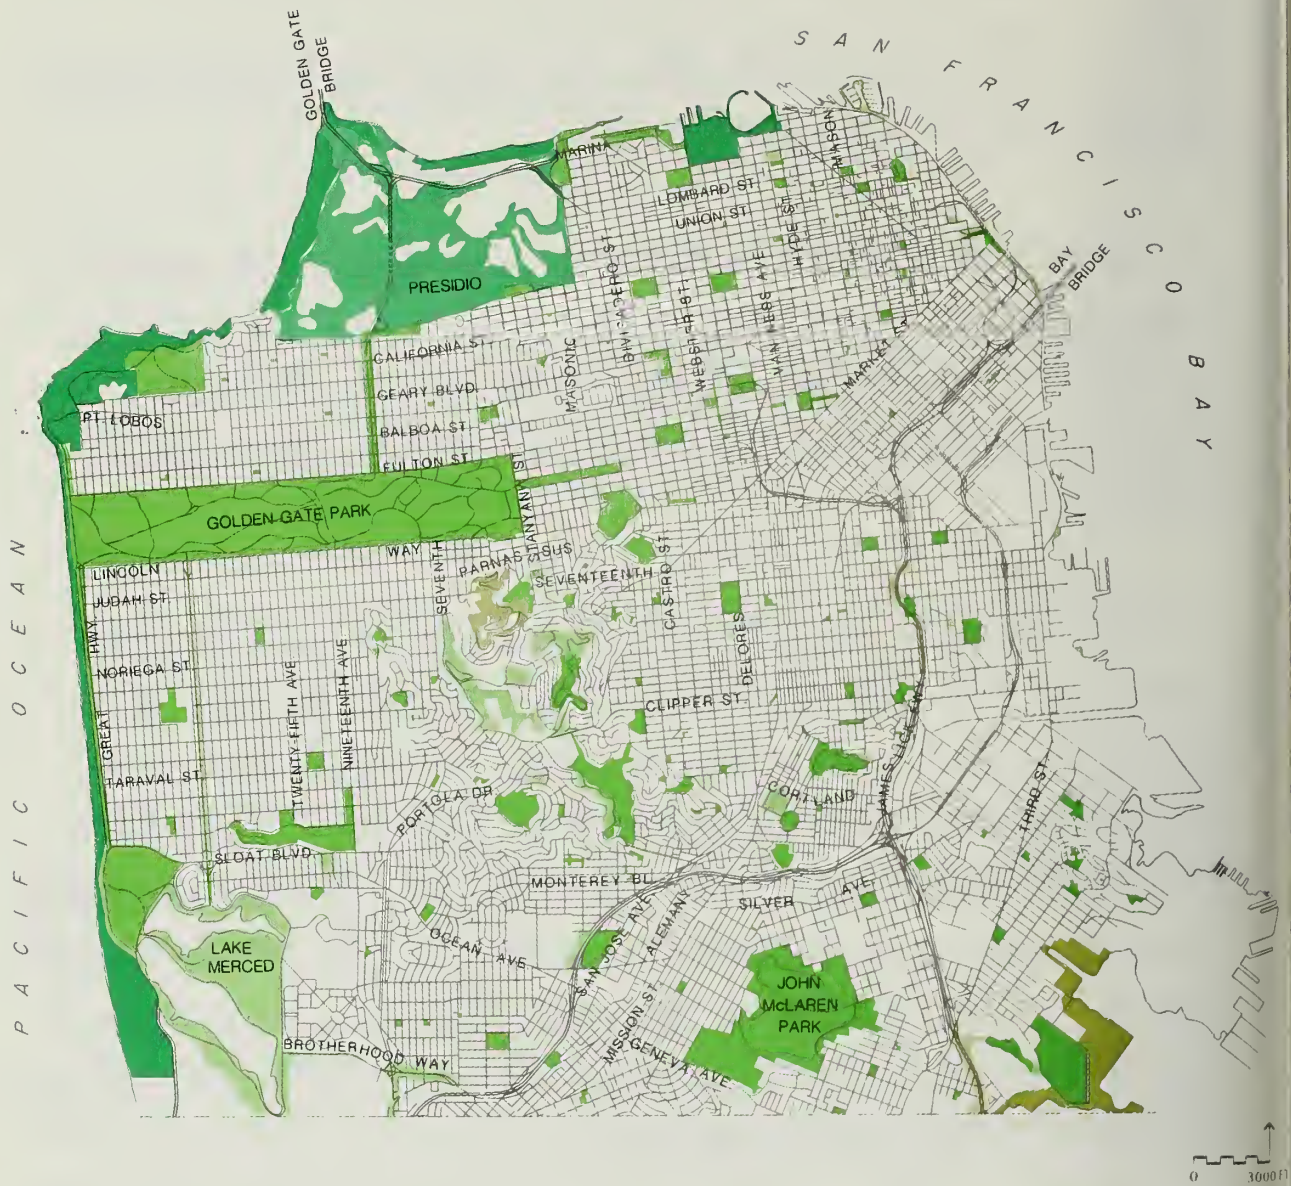 GOLDEN GATE
BRIDGE
SAN FRANCISCO BAY
MARINA
MASON
LOMBARD ST.
UNION ST.
HYDE ST.
BAY
BRIDGE
PRESIDIO
DIVISADERO ST.
WEBSTER ST.
VAN NESS AVE
CALIFORNIA ST.
MASONIC
MARKET
GEARY BLVD.
PT. LOBOS
BALBOA ST.
FULTON ST.
STANYAN ST.
GOLDEN GATE PARK
PACIFIC OCEAN
LINCOLN
WAY
SEVENTH
PARNASSUS
SEVENTEENTH
CASTRO ST.
JUDAH ST.
GREAT HWY.
NORIEGA ST.
TWENTY-FIFTH AVE
NINETEENTH AVE
DELORES
CLIPPER ST.
JAMES LICK FWY
TARAVAL ST.
PORTOLA DR.
CORTLAND
THIRD ST.
SLOAT BLVD
MONTEREY BL.
SILVER
AVE.
LAKE
MERCED
OCEAN AVE
SAN JOSE AVE
ALEMANY
JOHN
McLAREN
PARK
MISSION ST.
GENEVA AVE
BROTHERHOOD WAY
0 3000 FT